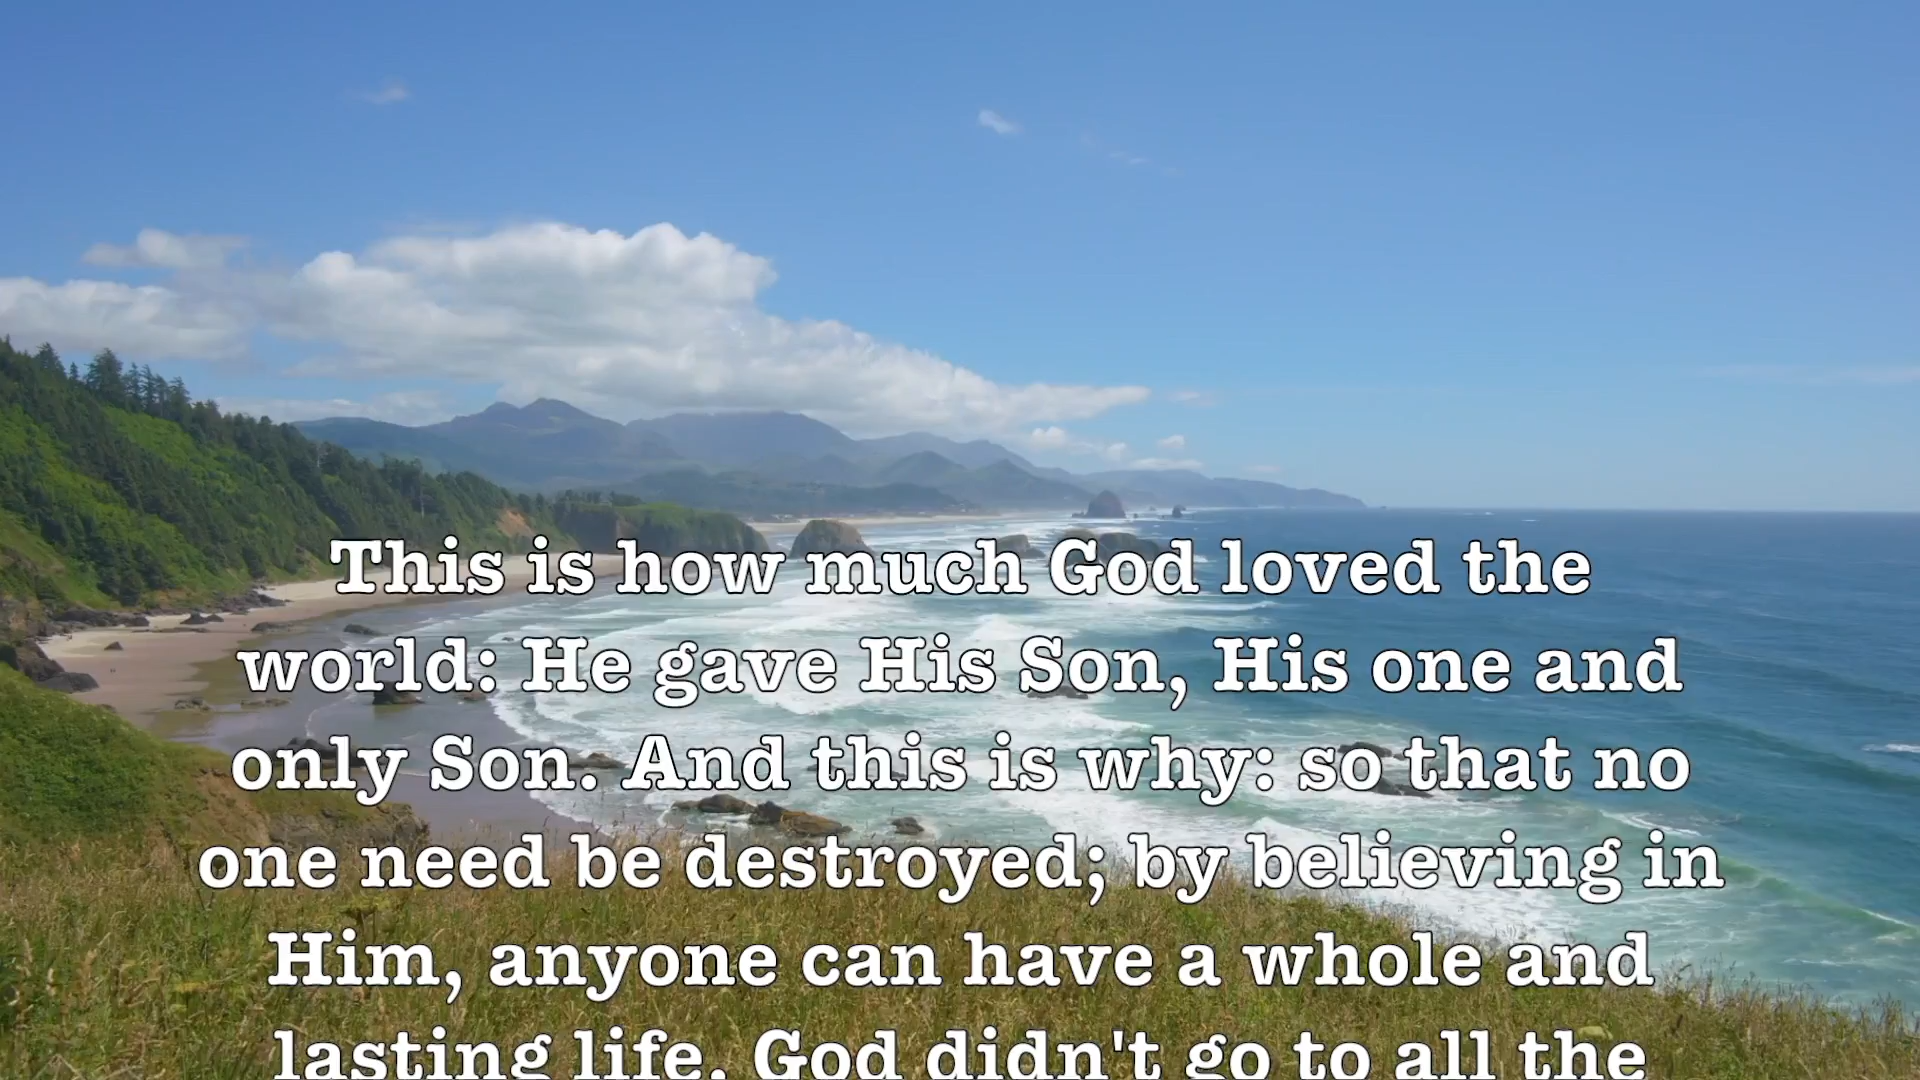 This is how much God loved the
world: He gave His Son, His one and
only Son. And this is why: so that no
one need be destroyed; by believing in
Him, anyone can have a whole and
lasting life. God didn't go to all the